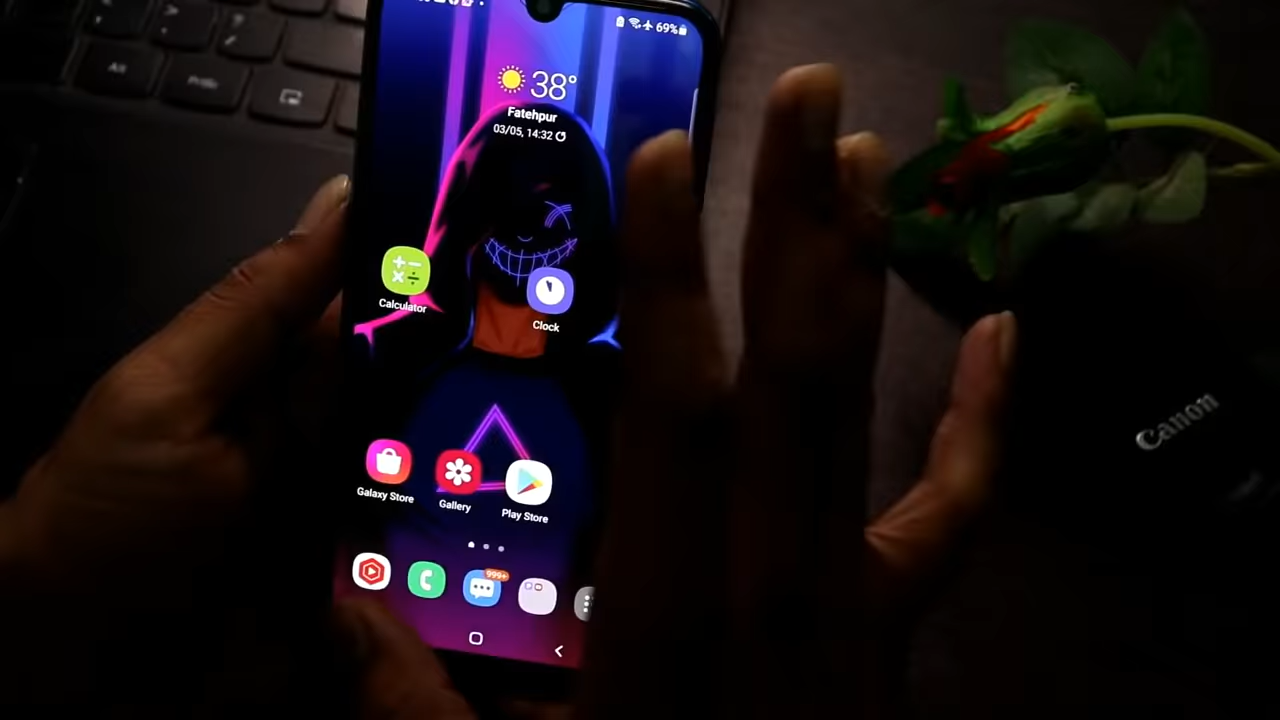 69%
38°
Fatehpur
03/05, 14:32
Calculator
Clock
Galaxy Store
Gallery
Play Store
999+
Alt
Canon